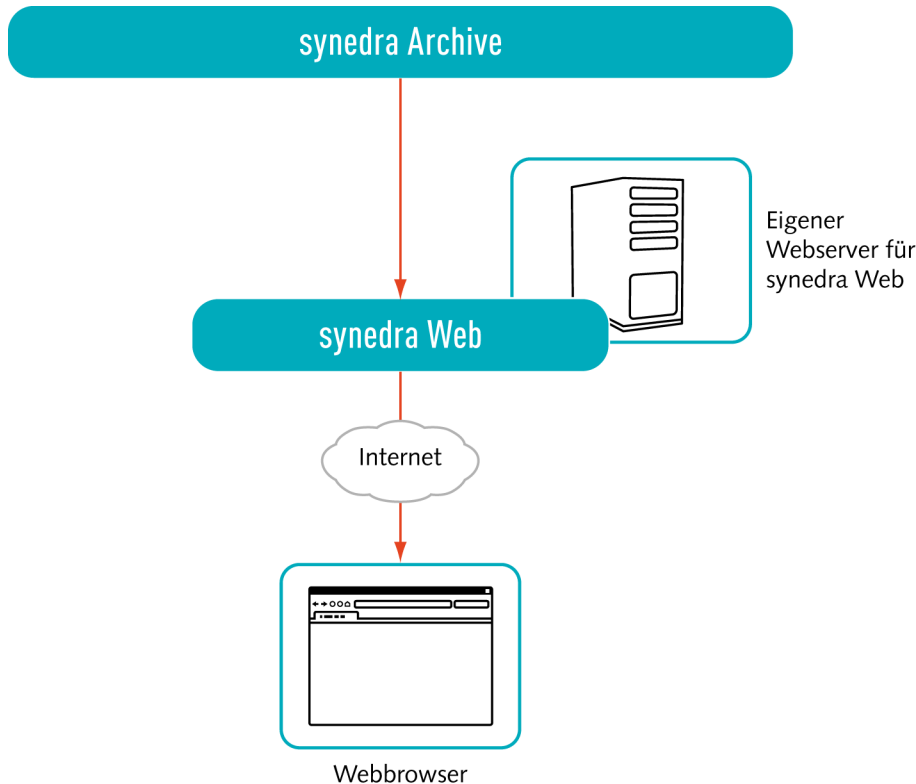 synedra Archive
Eigener
Webserver für
synedra Web
synedra Web
Internet
Webbrowser